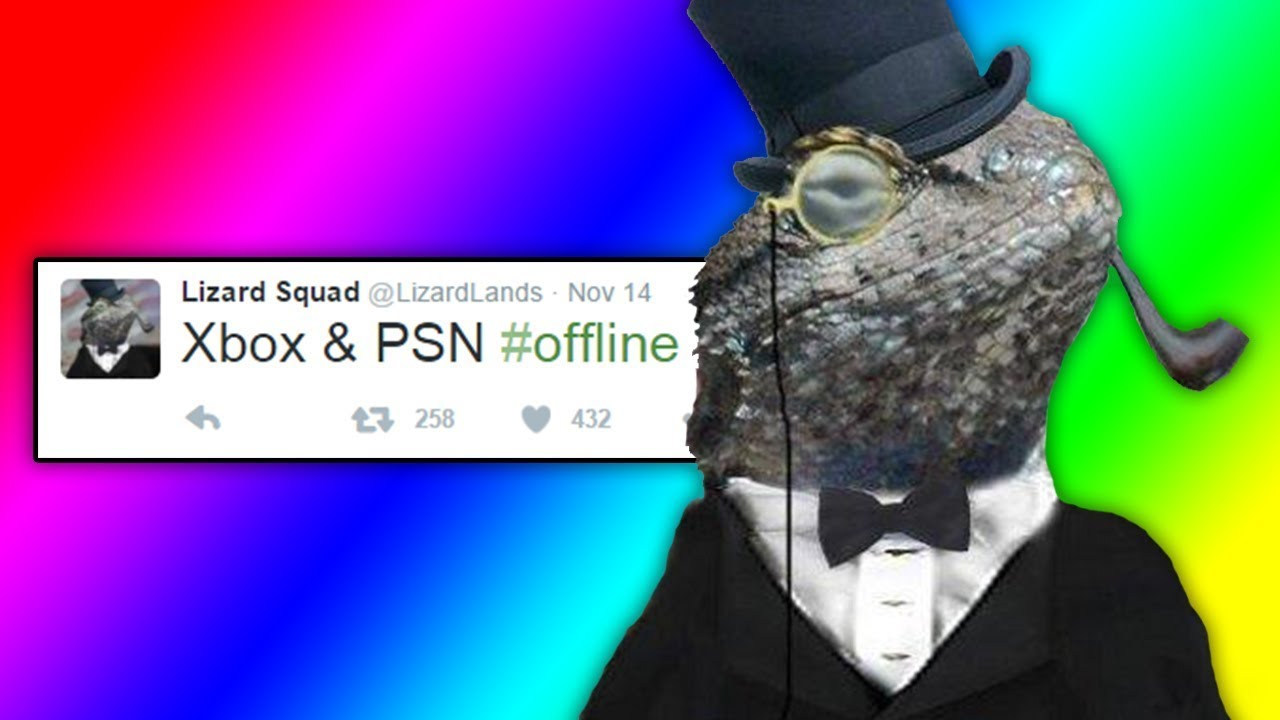 Lizard Squad @LizardLands · Nov 14
Xbox & PSN #offline
258 432